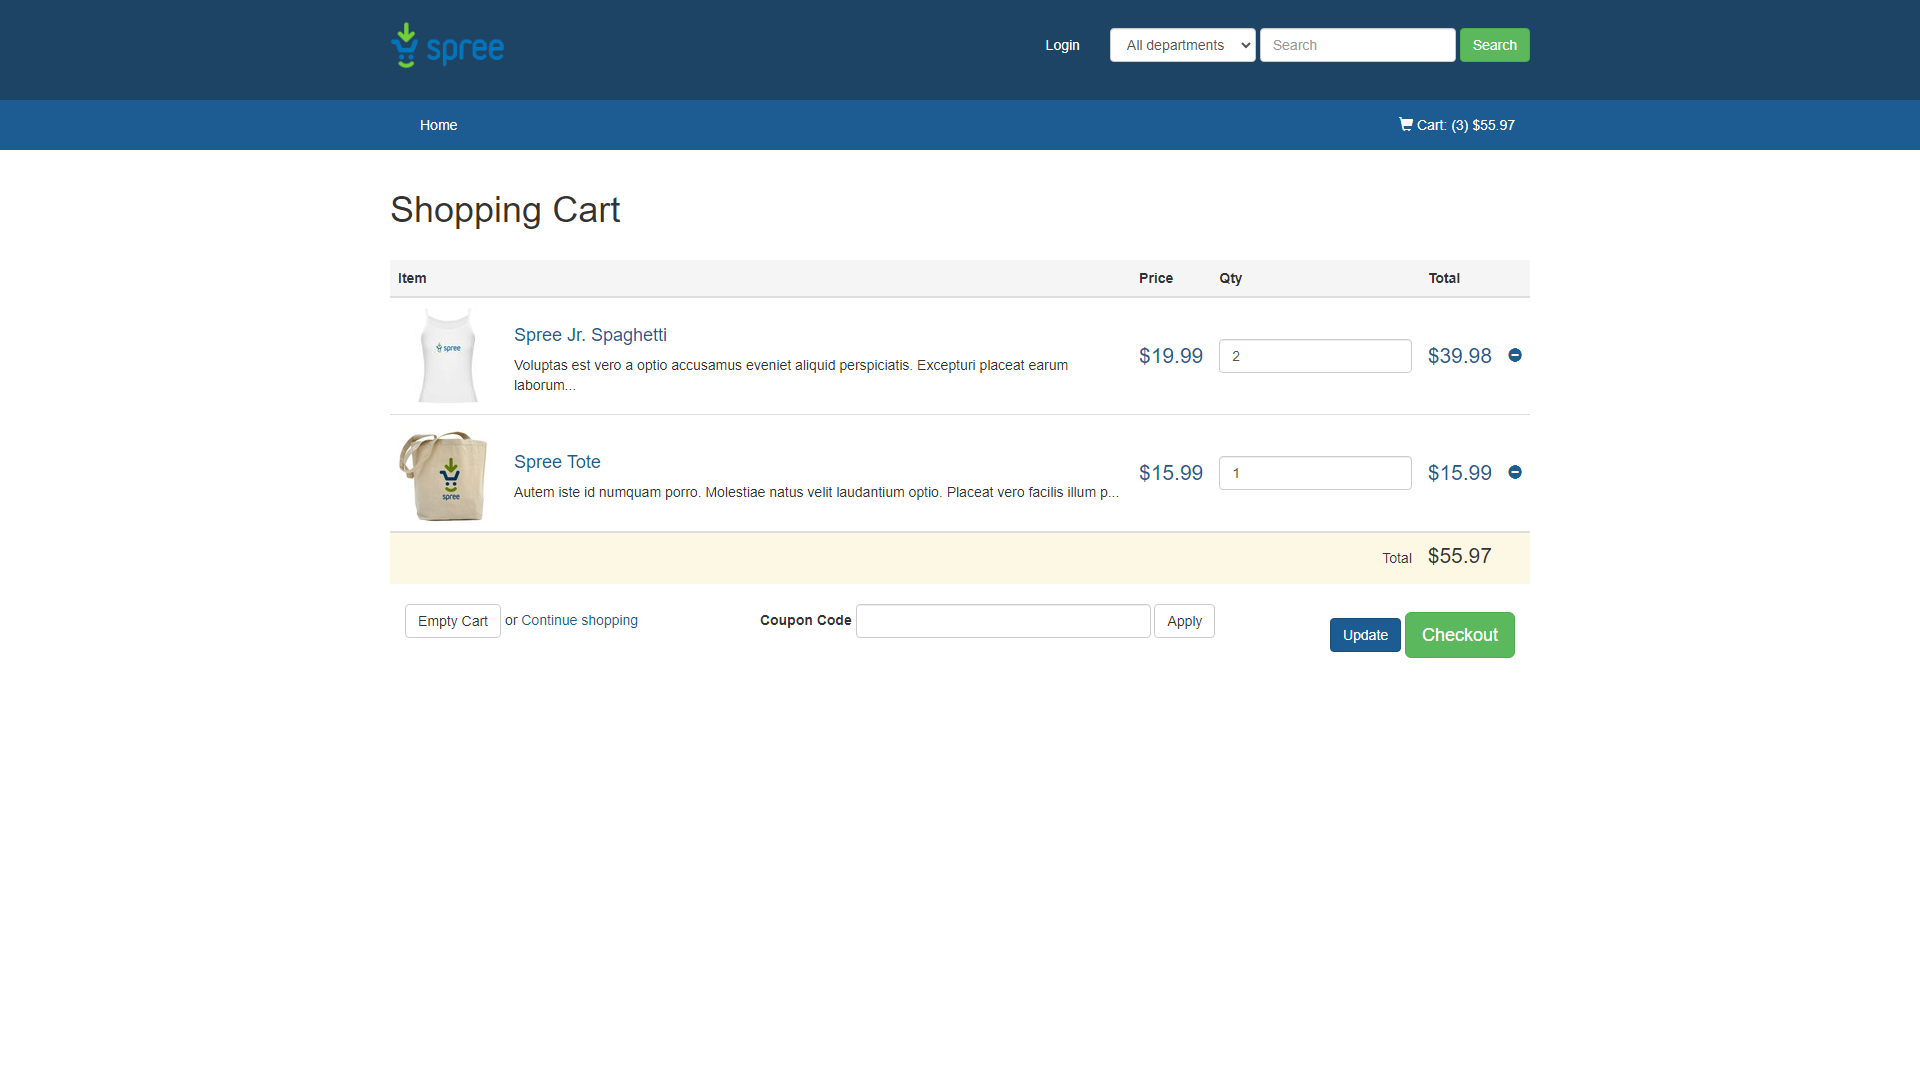 spree
Login
All departments
Search
Search
Home
Cart: (3) $55.97
Shopping Cart
Item Price Qty Total
spree
Spree Jr. Spaghetti
Voluptas est vero a optio accusamus eveniet aliquid perspiciatis. Excepturi placeat earum
laborum...
$19.99 2 $39.98
spree
Spree Tote
Autem iste id numquam porro. Molestiae natus velit laudantium optio. Placeat vero facilis illum p...
$15.99 1 $15.99
Total $55.97
Empty Cart or Continue shopping
Coupon Code
Apply
Update
Checkout